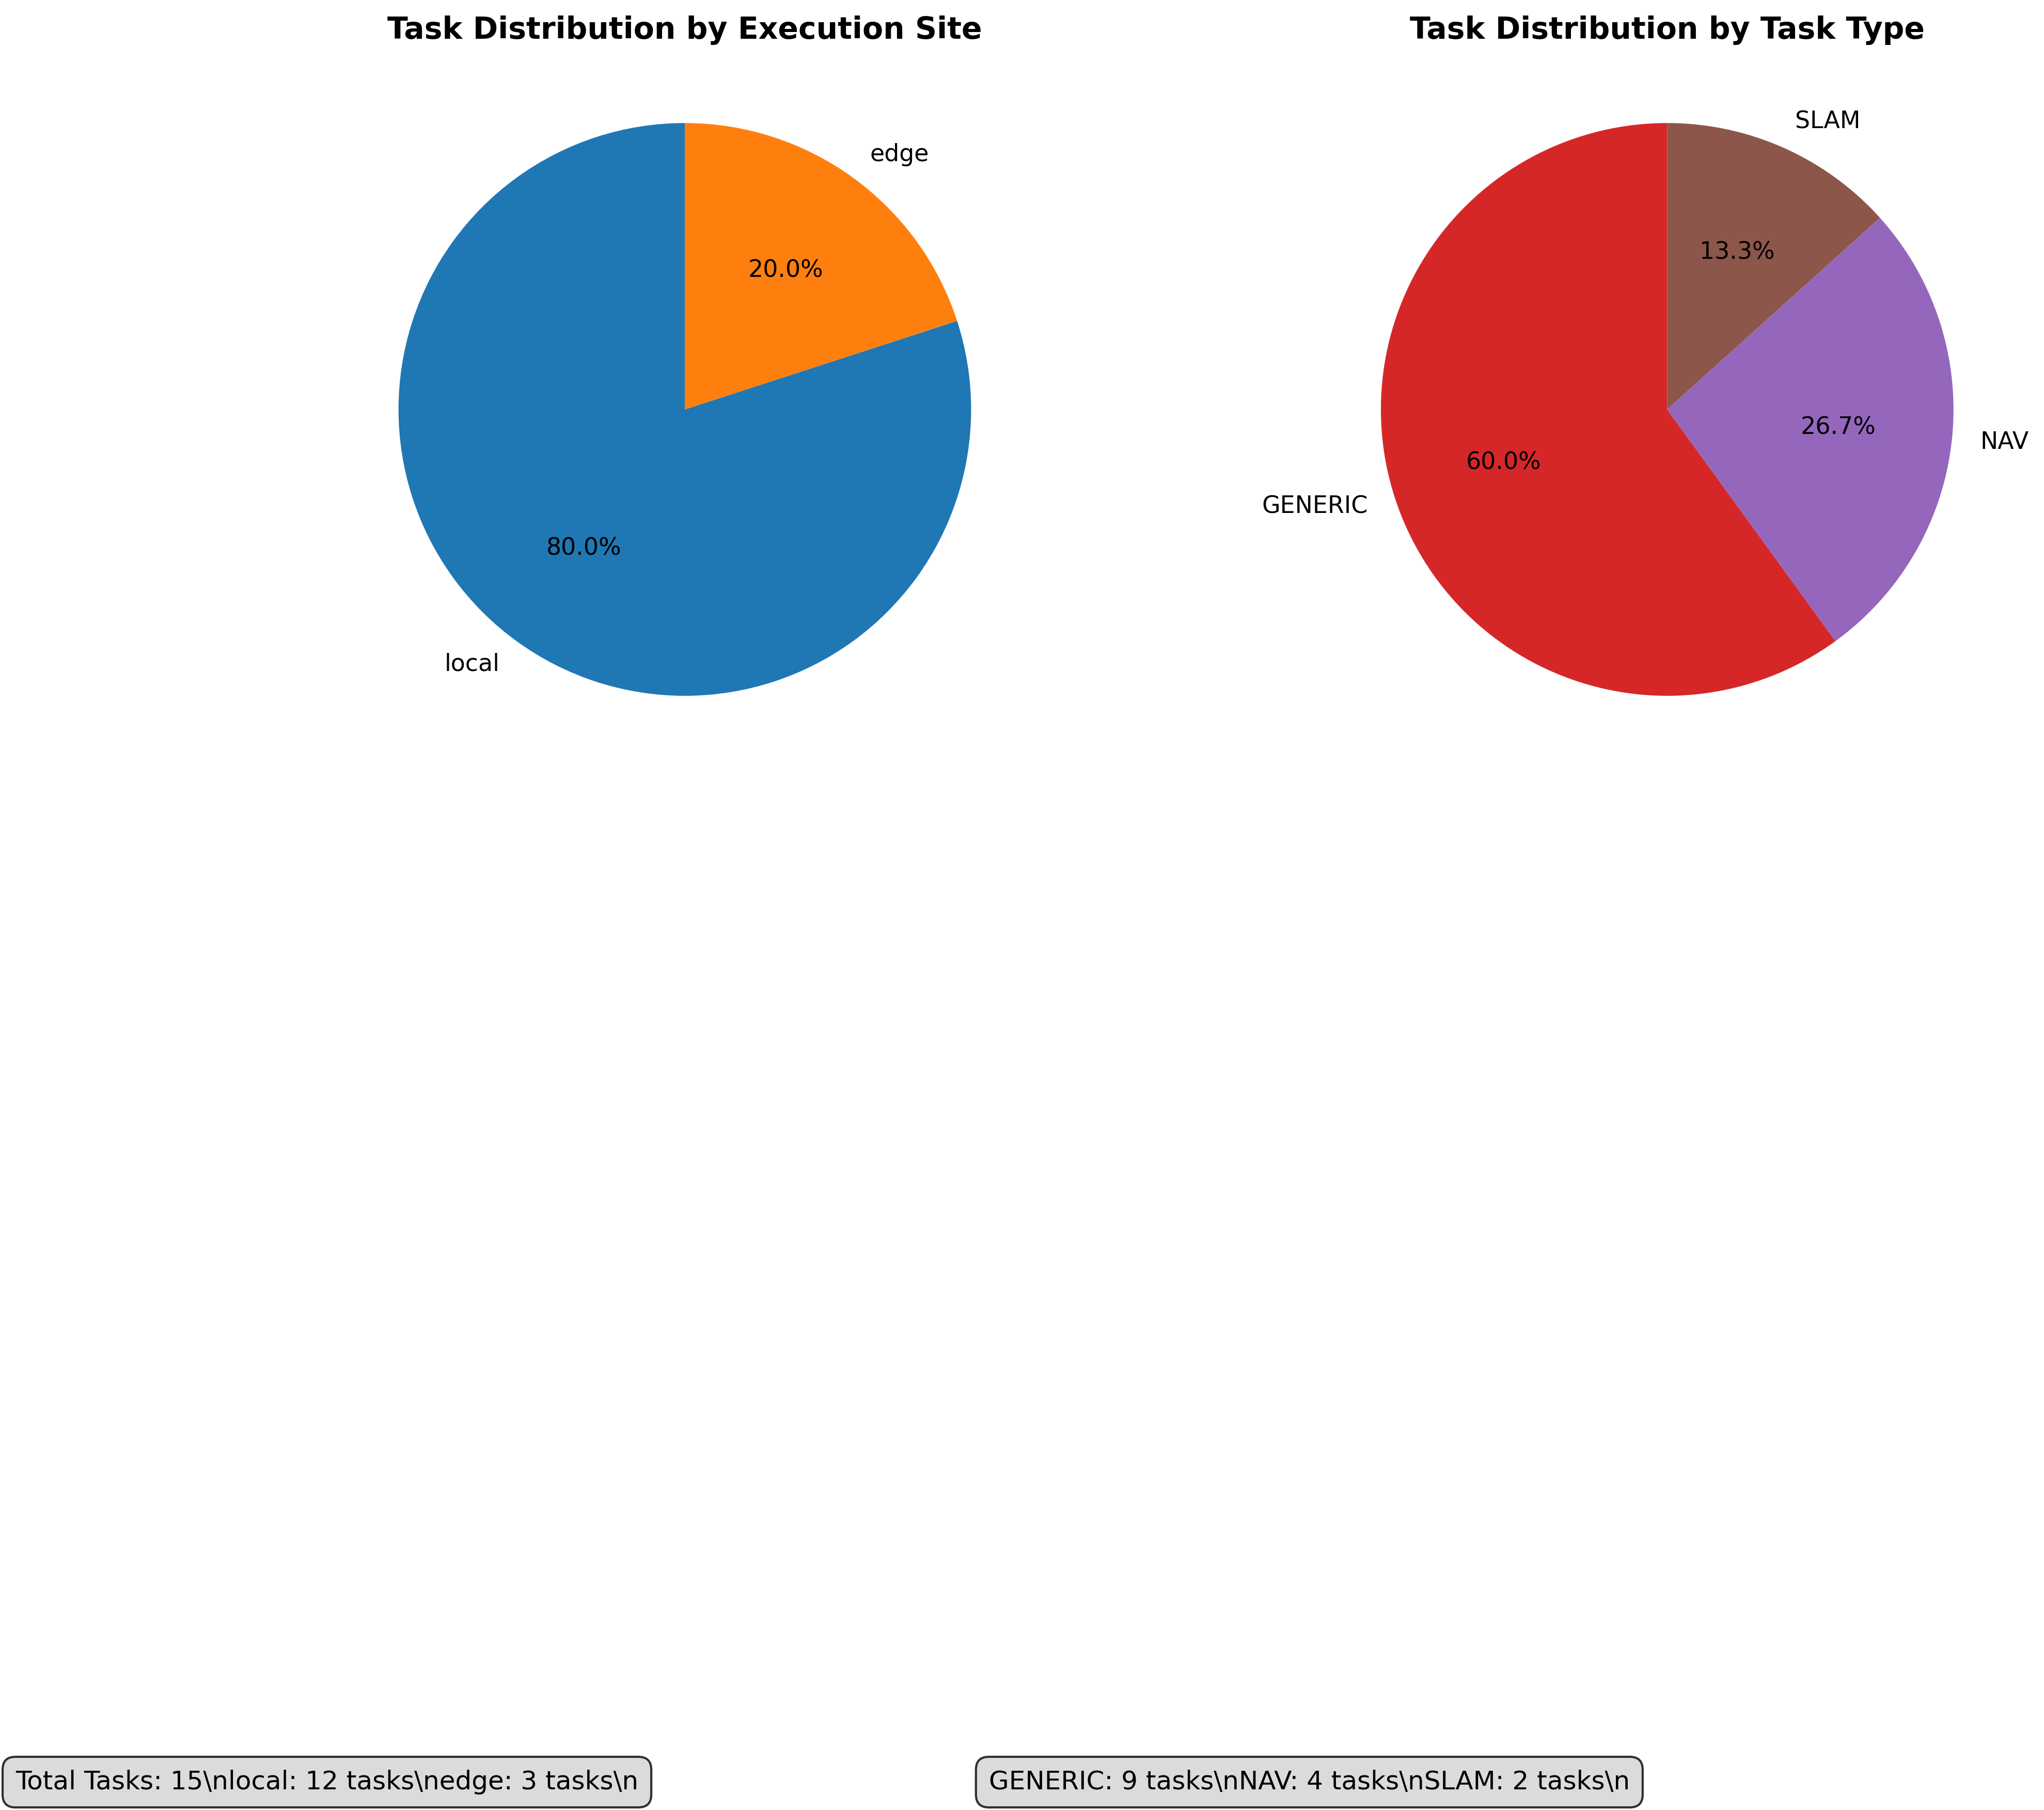 Task Distribution by Execution Site
edge
20.0%
80.0%
local
Task Distribution by Task Type
SLAM
13.3%
26.7%
NAV
60.0%
GENERIC
Total Tasks: 15\nlocal: 12 tasks\nedge: 3 tasks\n
GENERIC: 9 tasks\nNAV: 4 tasks\nSLAM: 2 tasks\n